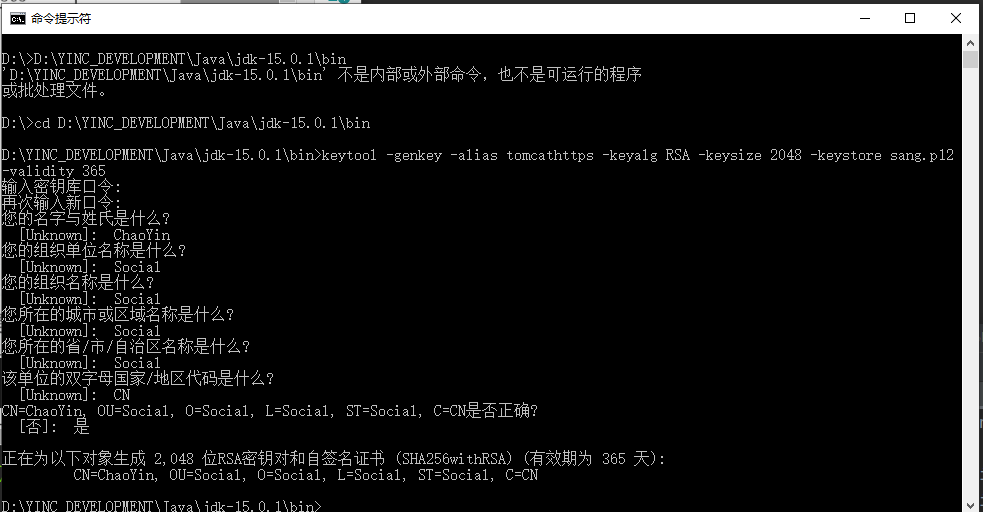 命令提示符
D:\>D:\YINC_DEVELOPMENT\Java\jdk-15.0.1\bin
'D:\YINC_DEVELOPMENT\Java\jdk-15.0.1\bin' 不是内部或外部命令，也不是可运行的程序
或批处理文件。
D:\>cd D:\YINC_DEVELOPMENT\Java\jdk-15.0.1\bin
D:\YINC_DEVELOPMENT\Java\jdk-15.0.1\bin>keytool -genkey -alias tomcathttps -keyalg RSA -keysize 2048 -keystore sang.p12
-validity 365
输入密钥库口令:
再次输入新口令:
您的名字与姓氏是什么?
[Unknown]:  ChaoYin
您的组织单位名称是什么?
[Unknown]:  Social
您的组织名称是什么?
[Unknown]:  Social
您所在的城市或区域名称是什么?
[Unknown]:  Social
您所在的省/市/自治区名称是什么?
[Unknown]:  Social
该单位的双字母国家/地区代码是什么?
[Unknown]:  CN
CN=ChaoYin, OU=Social, O=Social, L=Social, ST=Social, C=CN是否正确?
[否]:  是
正在为以下对象生成 2,048 位RSA密钥对和自签名证书 (SHA256withRSA) (有效期为 365 天):
CN=ChaoYin, OU=Social, O=Social, L=Social, ST=Social, C=CN
D:\YINC_DEVELOPMENT\Java\jdk-15.0.1\bin>